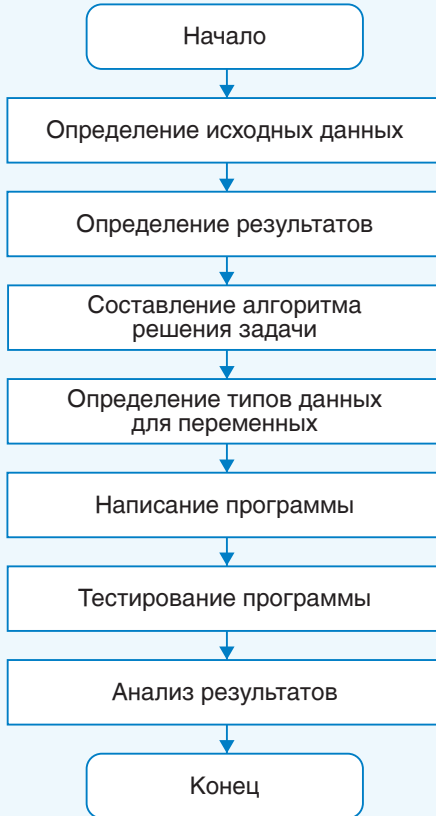 Начало
Определение исходных данных
Определение результатов
Составление алгоритма
решения задачи
Определение типов данных
для переменных
Написание программы
Тестирование программы
Анализ результатов
Конец